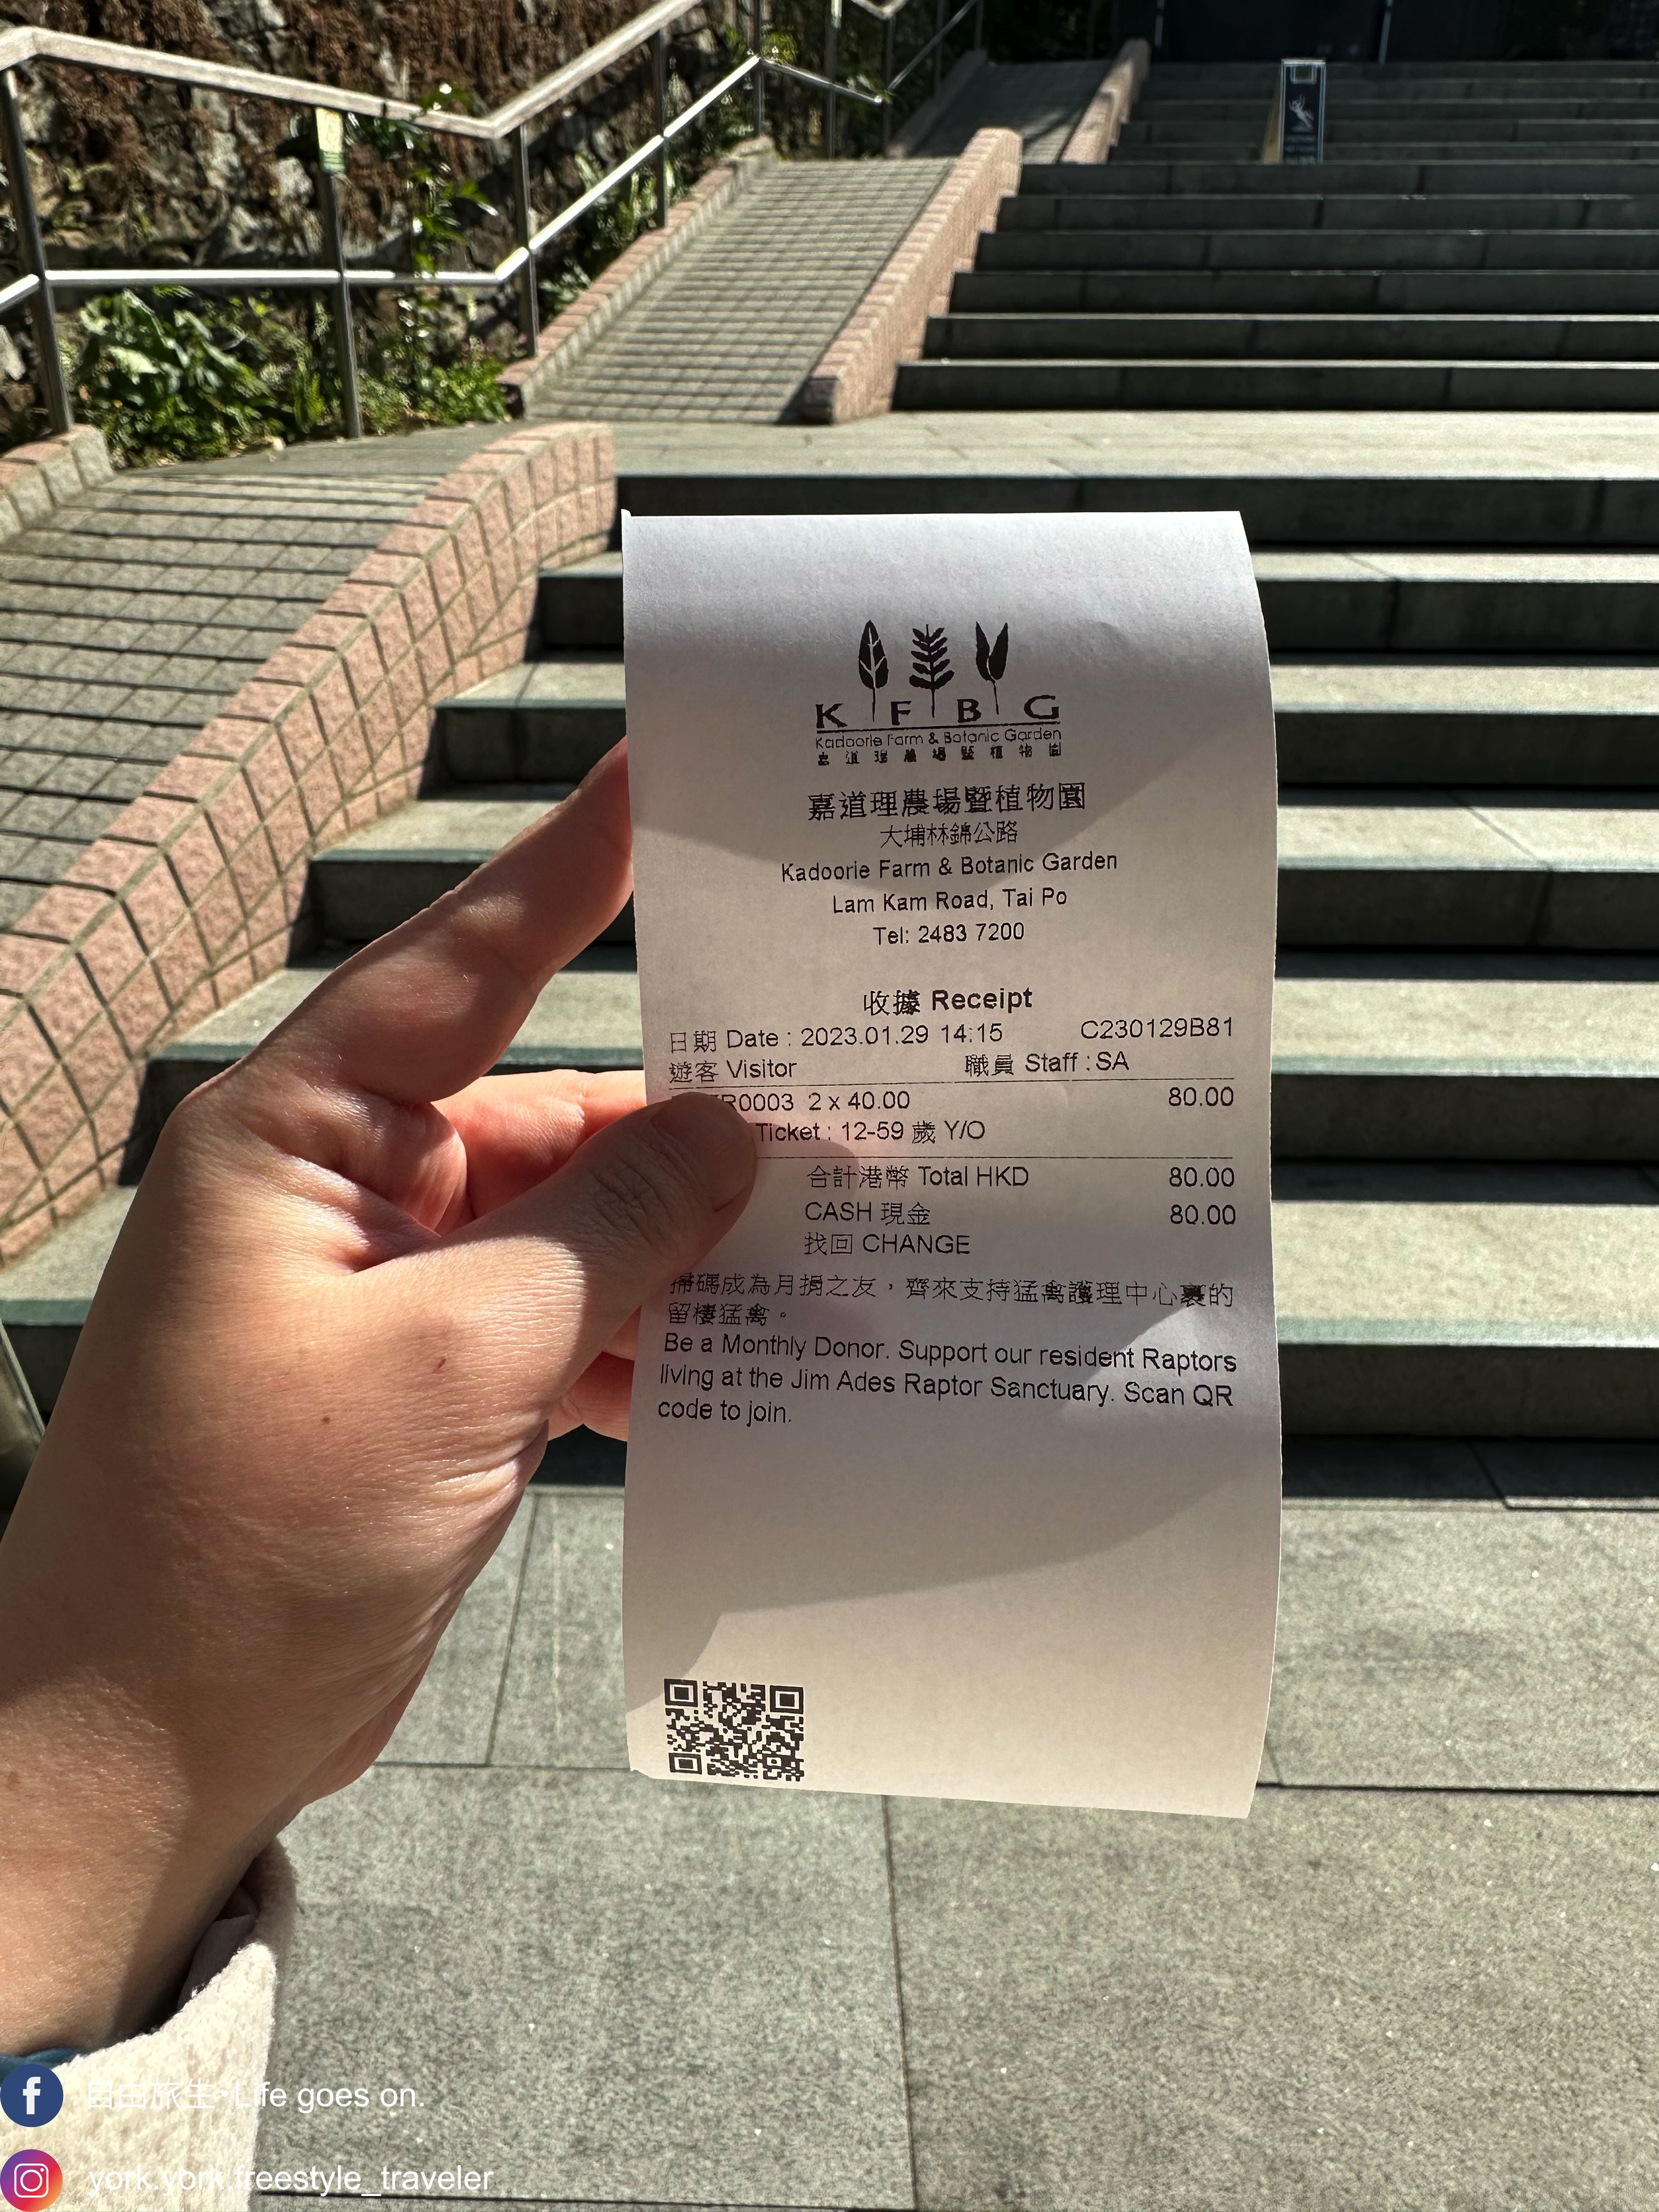 K F B G
Kadoorie Farm & Botanic Garden
嘉道理農場暨植物園
嘉道理農場暨植物園
大埔林錦公路
Kadoorie Farm & Botanic Garden
Lam Kam Road, Tai Po
Tel: 2483 7200
收據 Receipt
日期 Date : 2023.01.29 14:15 C230129B81
遊客 Visitor 職員 Staff : SA
R0003 2 x 40.00 80.00
Ticket : 12-59 歲 Y/O
合計港幣 Total HKD 80.00
CASH 現金 80.00
找回 CHANGE
掃碼成為月捐之友，齊來支持猛禽護理中心裏的
留棲猛禽。
Be a Monthly Donor. Support our resident Raptors
living at the Jim Ades Raptor Sanctuary. Scan QR
code to join.
自由旅生·Life goes on.
york.york.freestyle_traveler